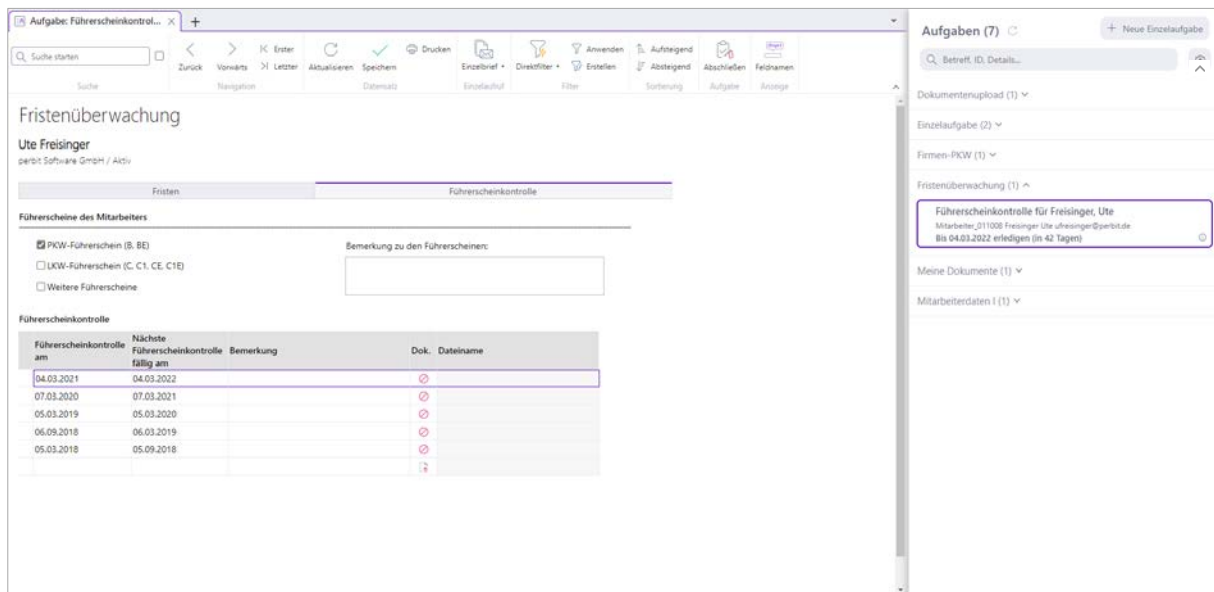 Aufgabe: Führerscheinkontrol... × +
Suche starten
Zurück Vorwärts Erster Letzter Aktualisieren Speichern Drucken Einzelbrief Direktfilter Anwenden Erstellen Aufsteigend Absteigend Abschließen Feldnamen
Suche Navigation Datensatz Einzelaufruf Filter Sortierung Aufgabe Anzeige
Fristenüberwachung
Ute Freisinger
perbit Software GmbH / Aktiv
Fristen Führerscheinkontrolle
Führerscheine des Mitarbeiters
PKW-Führerschein (B, BE) Bemerkung zu den Führerscheinen:
LKW-Führerschein (C, C1, CE, C1E)
Weitere Führerscheine
Führerscheinkontrolle
Führerscheinkontrolle am Nächste Führerscheinkontrolle fällig am Bemerkung Dok. Dateiname
04.03.2021 04.03.2022
07.03.2020 07.03.2021
05.03.2019 05.03.2020
06.09.2018 06.03.2019
05.03.2018 05.09.2018
Aufgaben (7) + Neue Einzelaufgabe
Betreff, ID, Details...
Dokumentenupload (1)
Einzelaufgabe (2)
Firmen-PKW (1)
Fristenüberwachung (1)
Führerscheinkontrolle für Freisinger, Ute
Mitarbeiter_011008 Freisinger Ute ufreisinger@perbit.de
Bis 04.03.2022 erledigen (in 42 Tagen)
Meine Dokumente (1)
Mitarbeiterdaten I (1)